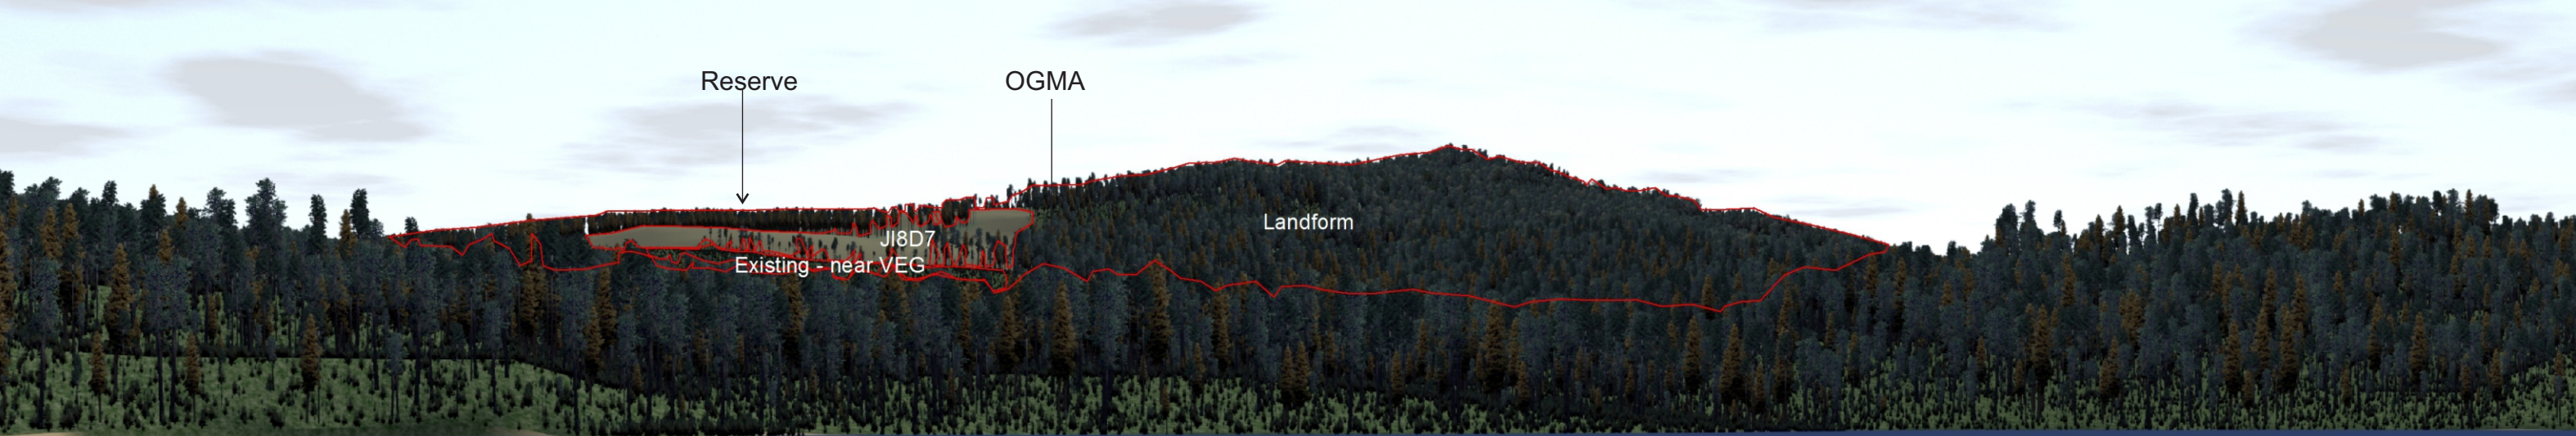 Reserve
OGMA
Landform
JI8D7
Existing - near VEG